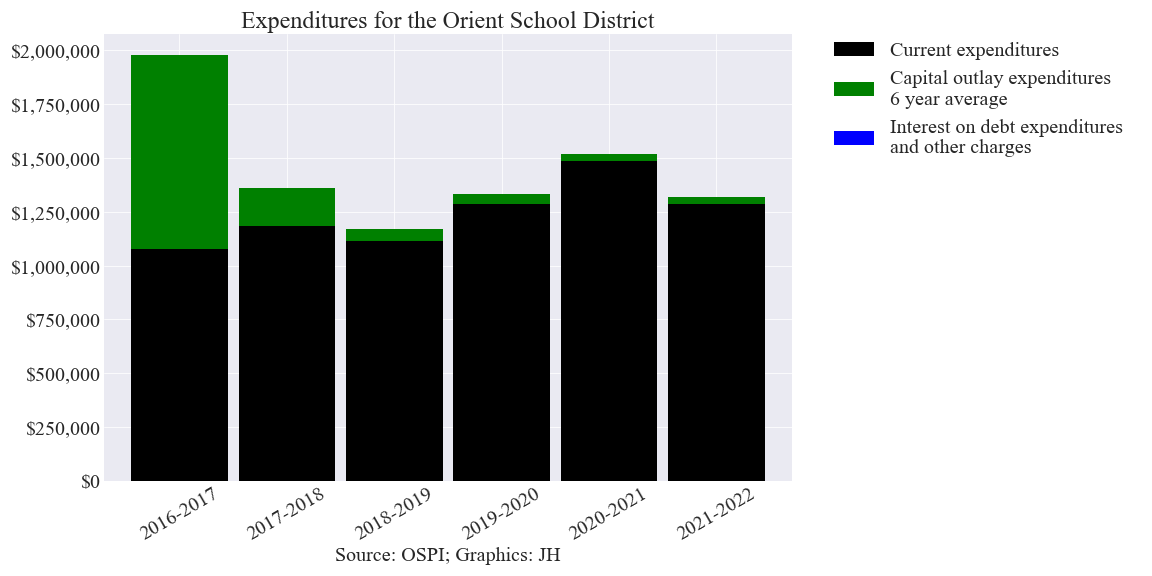 Expenditures for the Orient School District
$2,000,000
$1,750,000
$1,500,000
$1,250,000
$1,000,000
$750,000
$500,000
$250,000
$0
2016-2017
2017-2018
2018-2019
2019-2020
2020-2021
2021-2022
Source: OSPI; Graphics: JH
Current expenditures
Capital outlay expenditures
6 year average
Interest on debt expenditures
and other charges